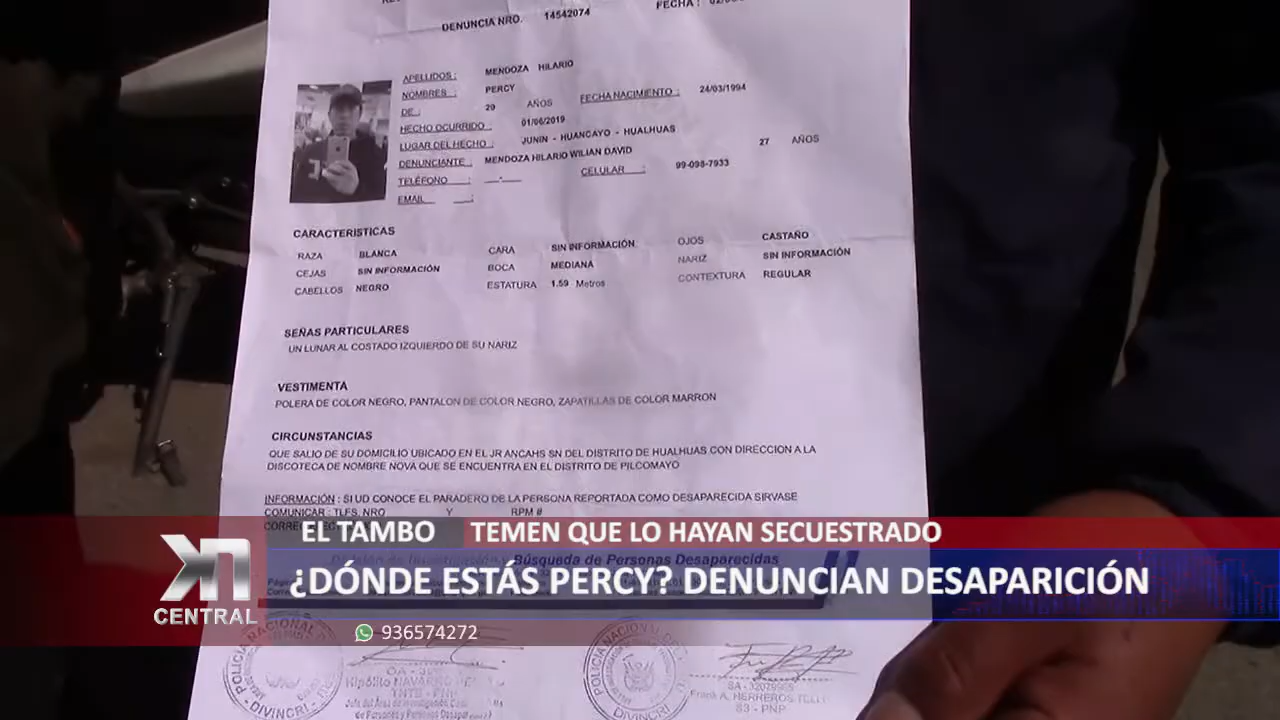 DENUNCIA NRO. 14542074 FECHA :
APELLIDOS : MENDOZA HILARIO
NOMBRES : PERCY
DE : 20 AÑOS FECHA NACIMIENTO : 24/03/1994
HECHO OCURRIDO : 01/06/2019
LUGAR DEL HECHO : JUNIN - HUANCAYO - HUALHUAS
DENUNCIANTE : MENDOZA HILARIO WILIAN DAVID 27 AÑOS
TELÉFONO : CELULAR : 99-098-7933
EMAIL :
CARACTERISTICAS
RAZA BLANCA CARA SIN INFORMACIÓN OJOS CASTAÑO
CEJAS SIN INFORMACIÓN BOCA MEDIANA NARIZ SIN INFORMACIÓN
CABELLOS NEGRO ESTATURA 1.59 Metros CONTEXTURA REGULAR
SEÑAS PARTICULARES
UN LUNAR AL COSTADO IZQUIERDO DE SU NARIZ
VESTIMENTA
POLERA DE COLOR NEGRO, PANTALON DE COLOR NEGRO, ZAPATILLAS DE COLOR MARRON
CIRCUNSTANCIAS
QUE SALIO DE SU DOMICILIO UBICADO EN EL JR ANCAHS SN DEL DISTRITO DE HUALHUAS CON DIRECCION A LA
DISCOTECA DE NOMBRE NOVA QUE SE ENCUENTRA EN EL DISTRITO DE PILCOMAYO
INFORMACIÓN : SI UD CONOCE EL PARADERO DE LA PERSONA REPORTADA COMO DESAPARECIDA SIRVASE
COMUNICAR : TLFS. NRO Y RPM #
EL TAMBO TEMEN QUE LO HAYAN SECUESTRADO
Búsqueda de Personas Desaparecidas
¿DÓNDE ESTÁS PERCY? DENUNCIAN DESAPARICIÓN
CENTRAL
936574272
POLICIA NACIONAL
DIVINCRI
POLICIA NACIONAL
DIVINCRI